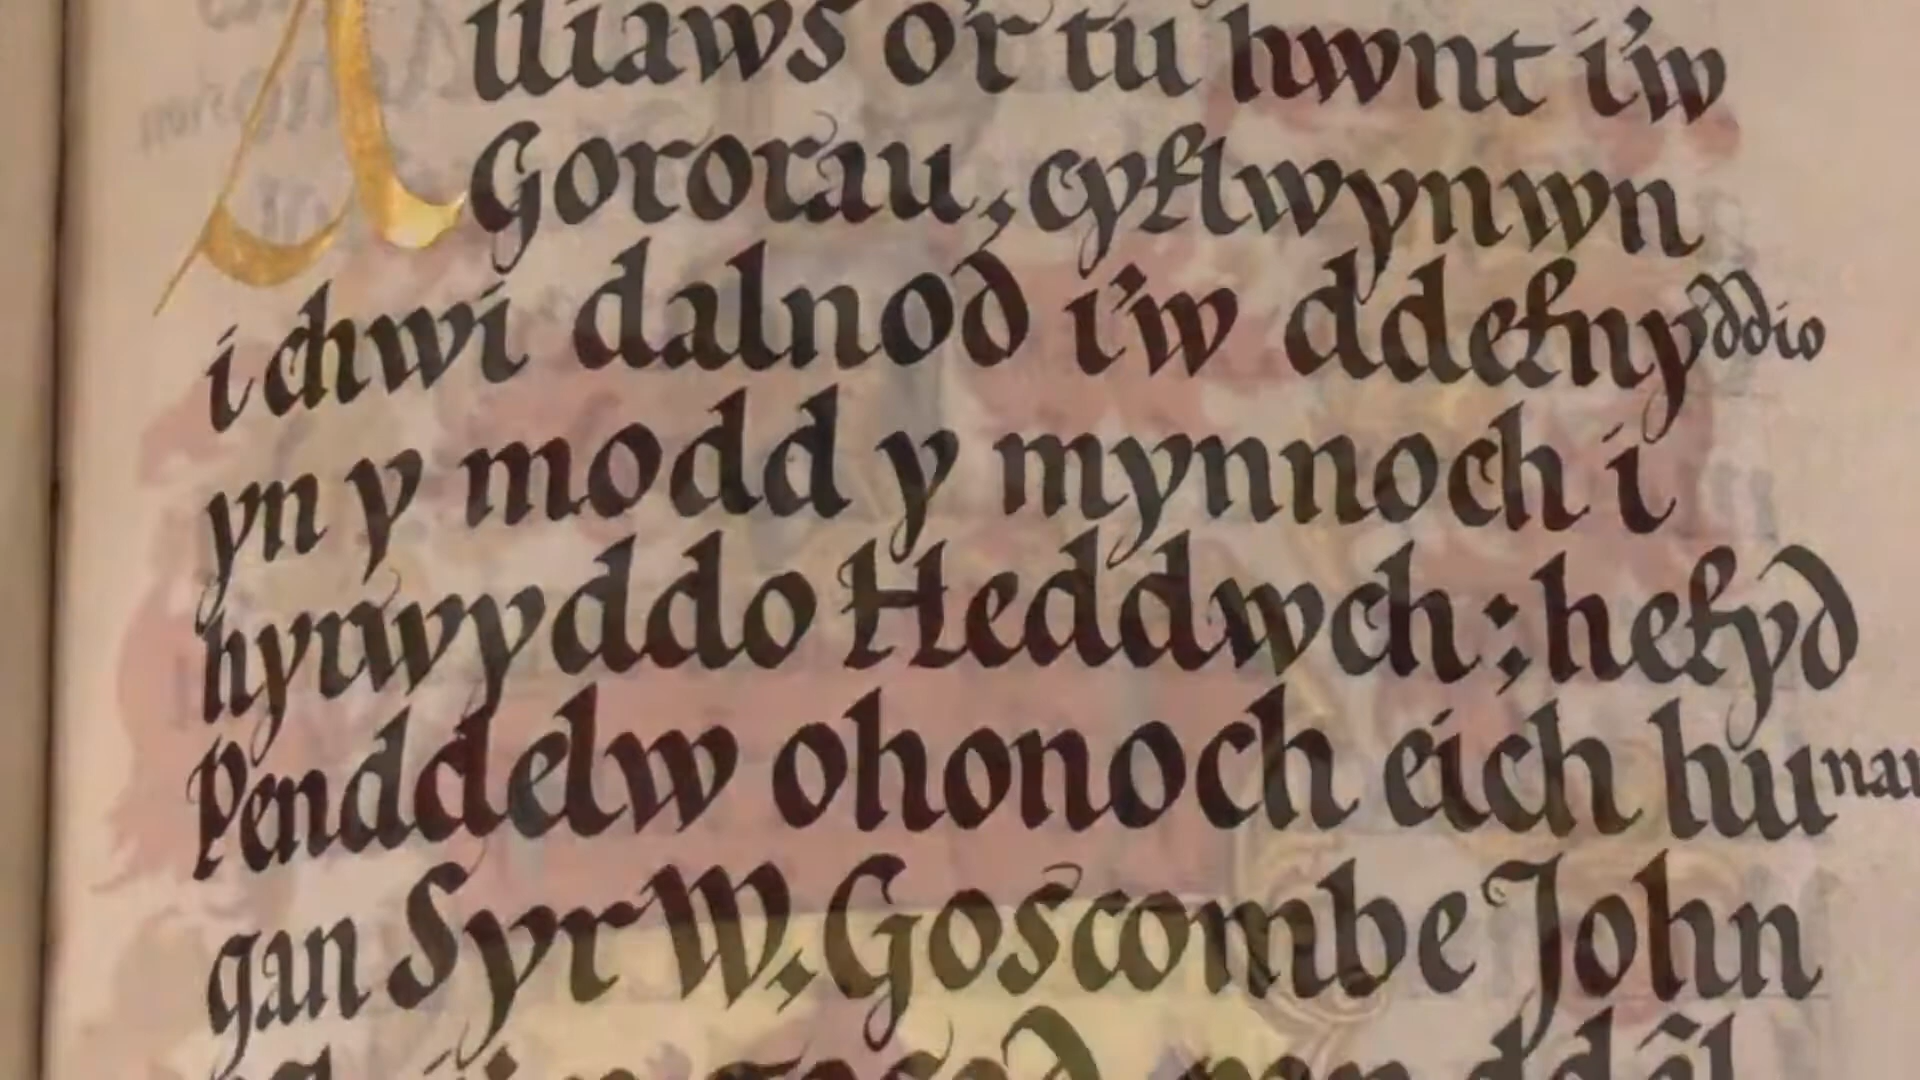 A lliaws o'r tu hwnt i'w
Gororau, cyflwynwn
i chwi dalnod i'w ddefnyddio
yn y modd y mynnoch i
hyrwyddo Heddwch; hefyd
Penddelw ohonoch eich hunan
gan Syr W. Goscombe John